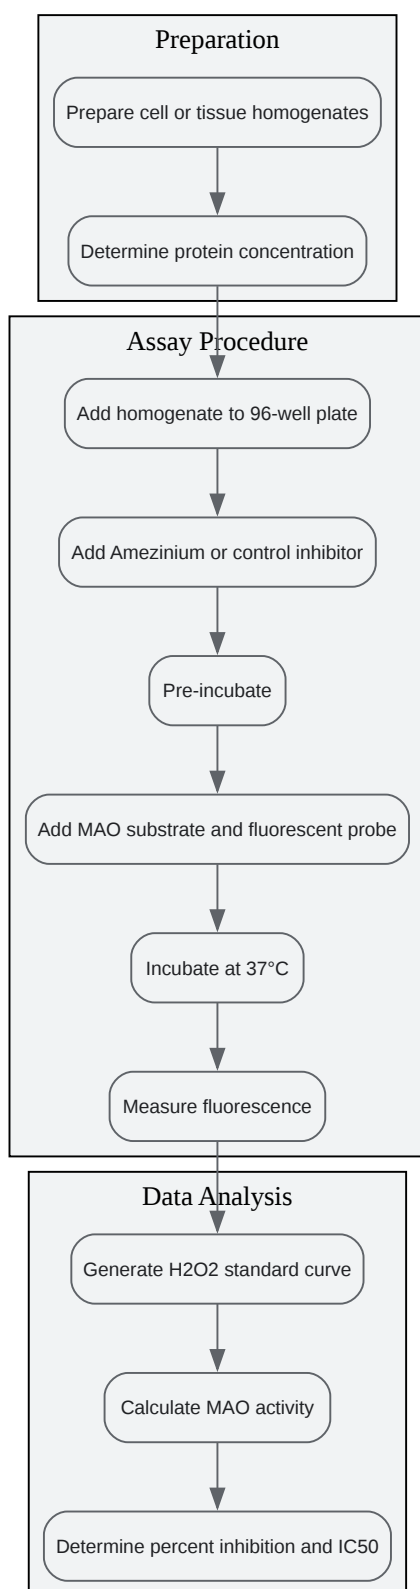 Preparation
Prepare cell or tissue homogenates
Determine protein concentration
Assay Procedure
Add homogenate to 96-well plate
Add Amezinium or control inhibitor
Pre-incubate
Add MAO substrate and fluorescent probe
Incubate at 37°C
Measure fluorescence
Data Analysis
Generate H2O2 standard curve
Calculate MAO activity
Determine percent inhibition and IC50